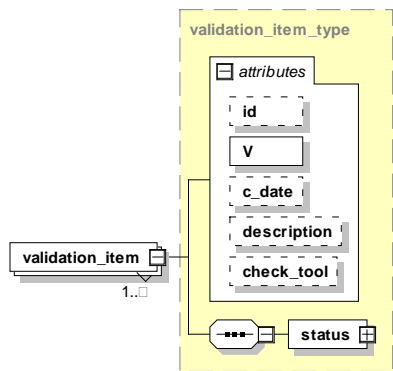 validation_item_type
attributes
id
V
c_date
description
check_tool
validation_item
1..
status